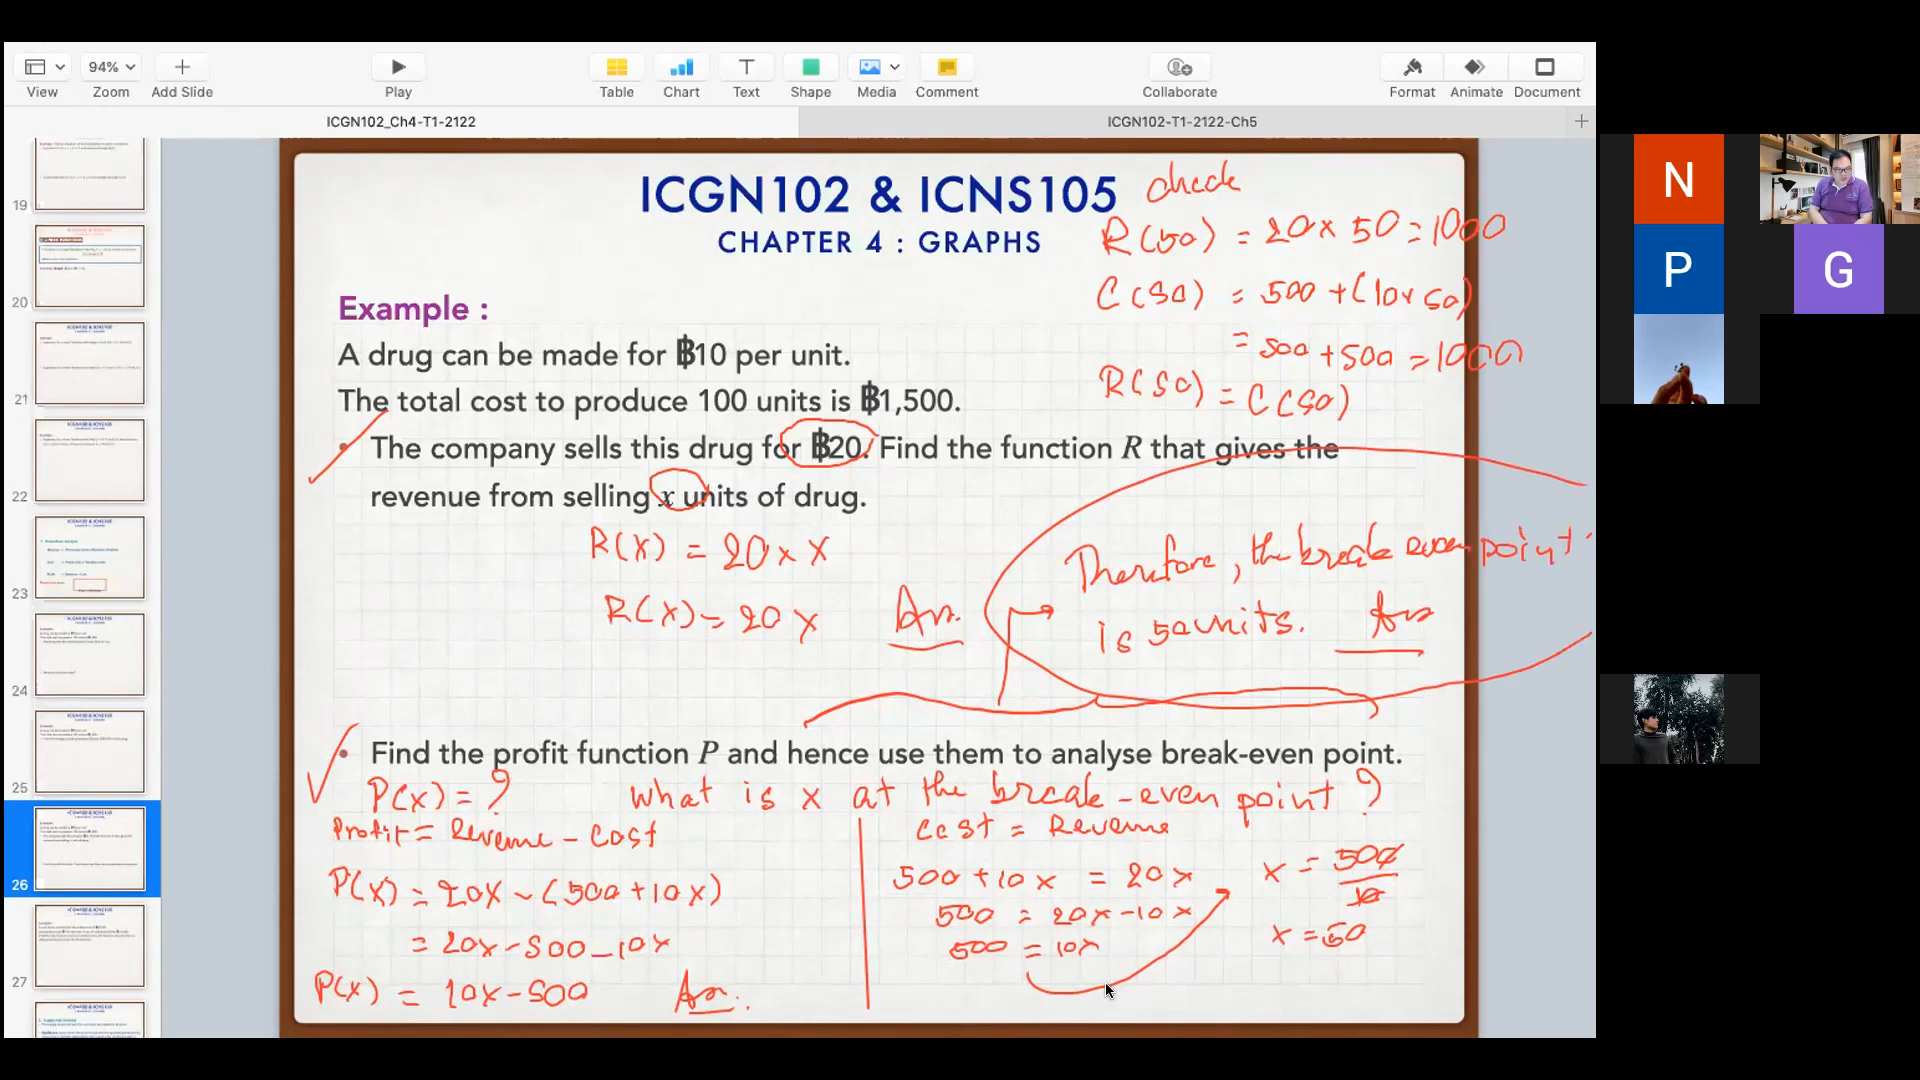 View
94%
Zoom
Add Slide
Play
Table
Chart
Text
Shape
Media
Comment
Collaborate
Format
Animate
Document
ICGN102_Ch4-T1-2122
ICGN102-T1-2122-Ch5
19
20
21
22
23
24
25
26
27
ICGN102 & ICNS105
CHAPTER 4 : GRAPHS
check
R(50) = 20 x 50 = 1000
C(50) = 500 + (10 x 50)
= 500 + 500 = 1000
R(50) = C(50)
Example :
A drug can be made for ฿10 per unit.
The total cost to produce 100 units is ฿1,500.
• The company sells this drug for ฿20. Find the function R that gives the
revenue from selling x units of drug.
R(x) = 20 x x
R(x) = 20x Ans.
Therefore, the break even point
is 50 units. Ans
• Find the profit function P and hence use them to analyse break-even point.
P(x) = ? What is x at the break-even point ?
Profit = Revenue - Cost
P(x) = 20x - (500 + 10x)
= 20x - 500 - 10x
P(x) = 10x - 500 Ans.
Cost = Revenue
500 + 10x = 20x
500 = 20x - 10x
500 = 10x
x = 500/10
x = 50
N
P
G